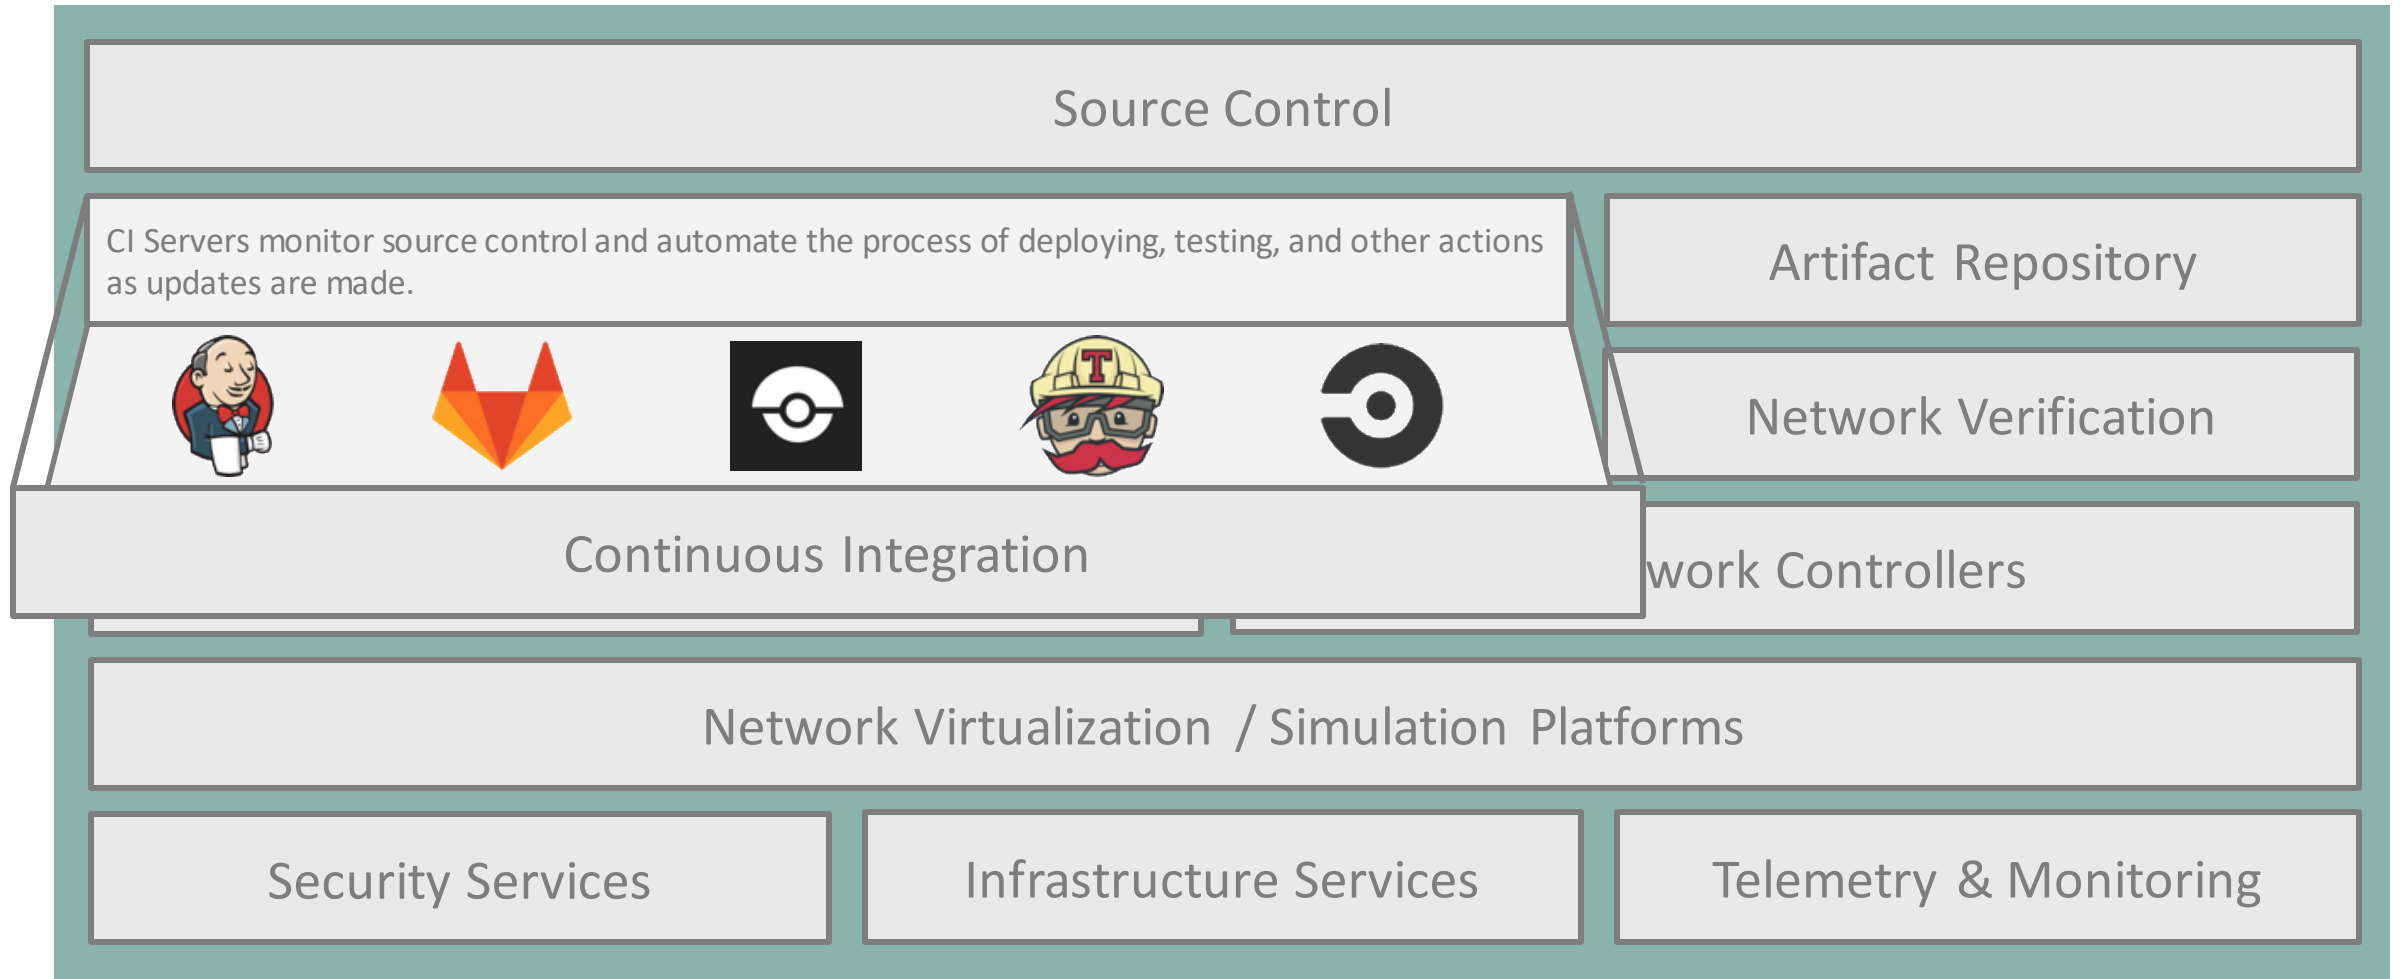 Source Control
CI Servers monitor source control and automate the process of deploying, testing, and other actions
as updates are made.
Artifact Repository
T
Network Verification
Continuous Integration
work Controllers
Network Virtualization / Simulation Platforms
Security Services
Infrastructure Services
Telemetry & Monitoring